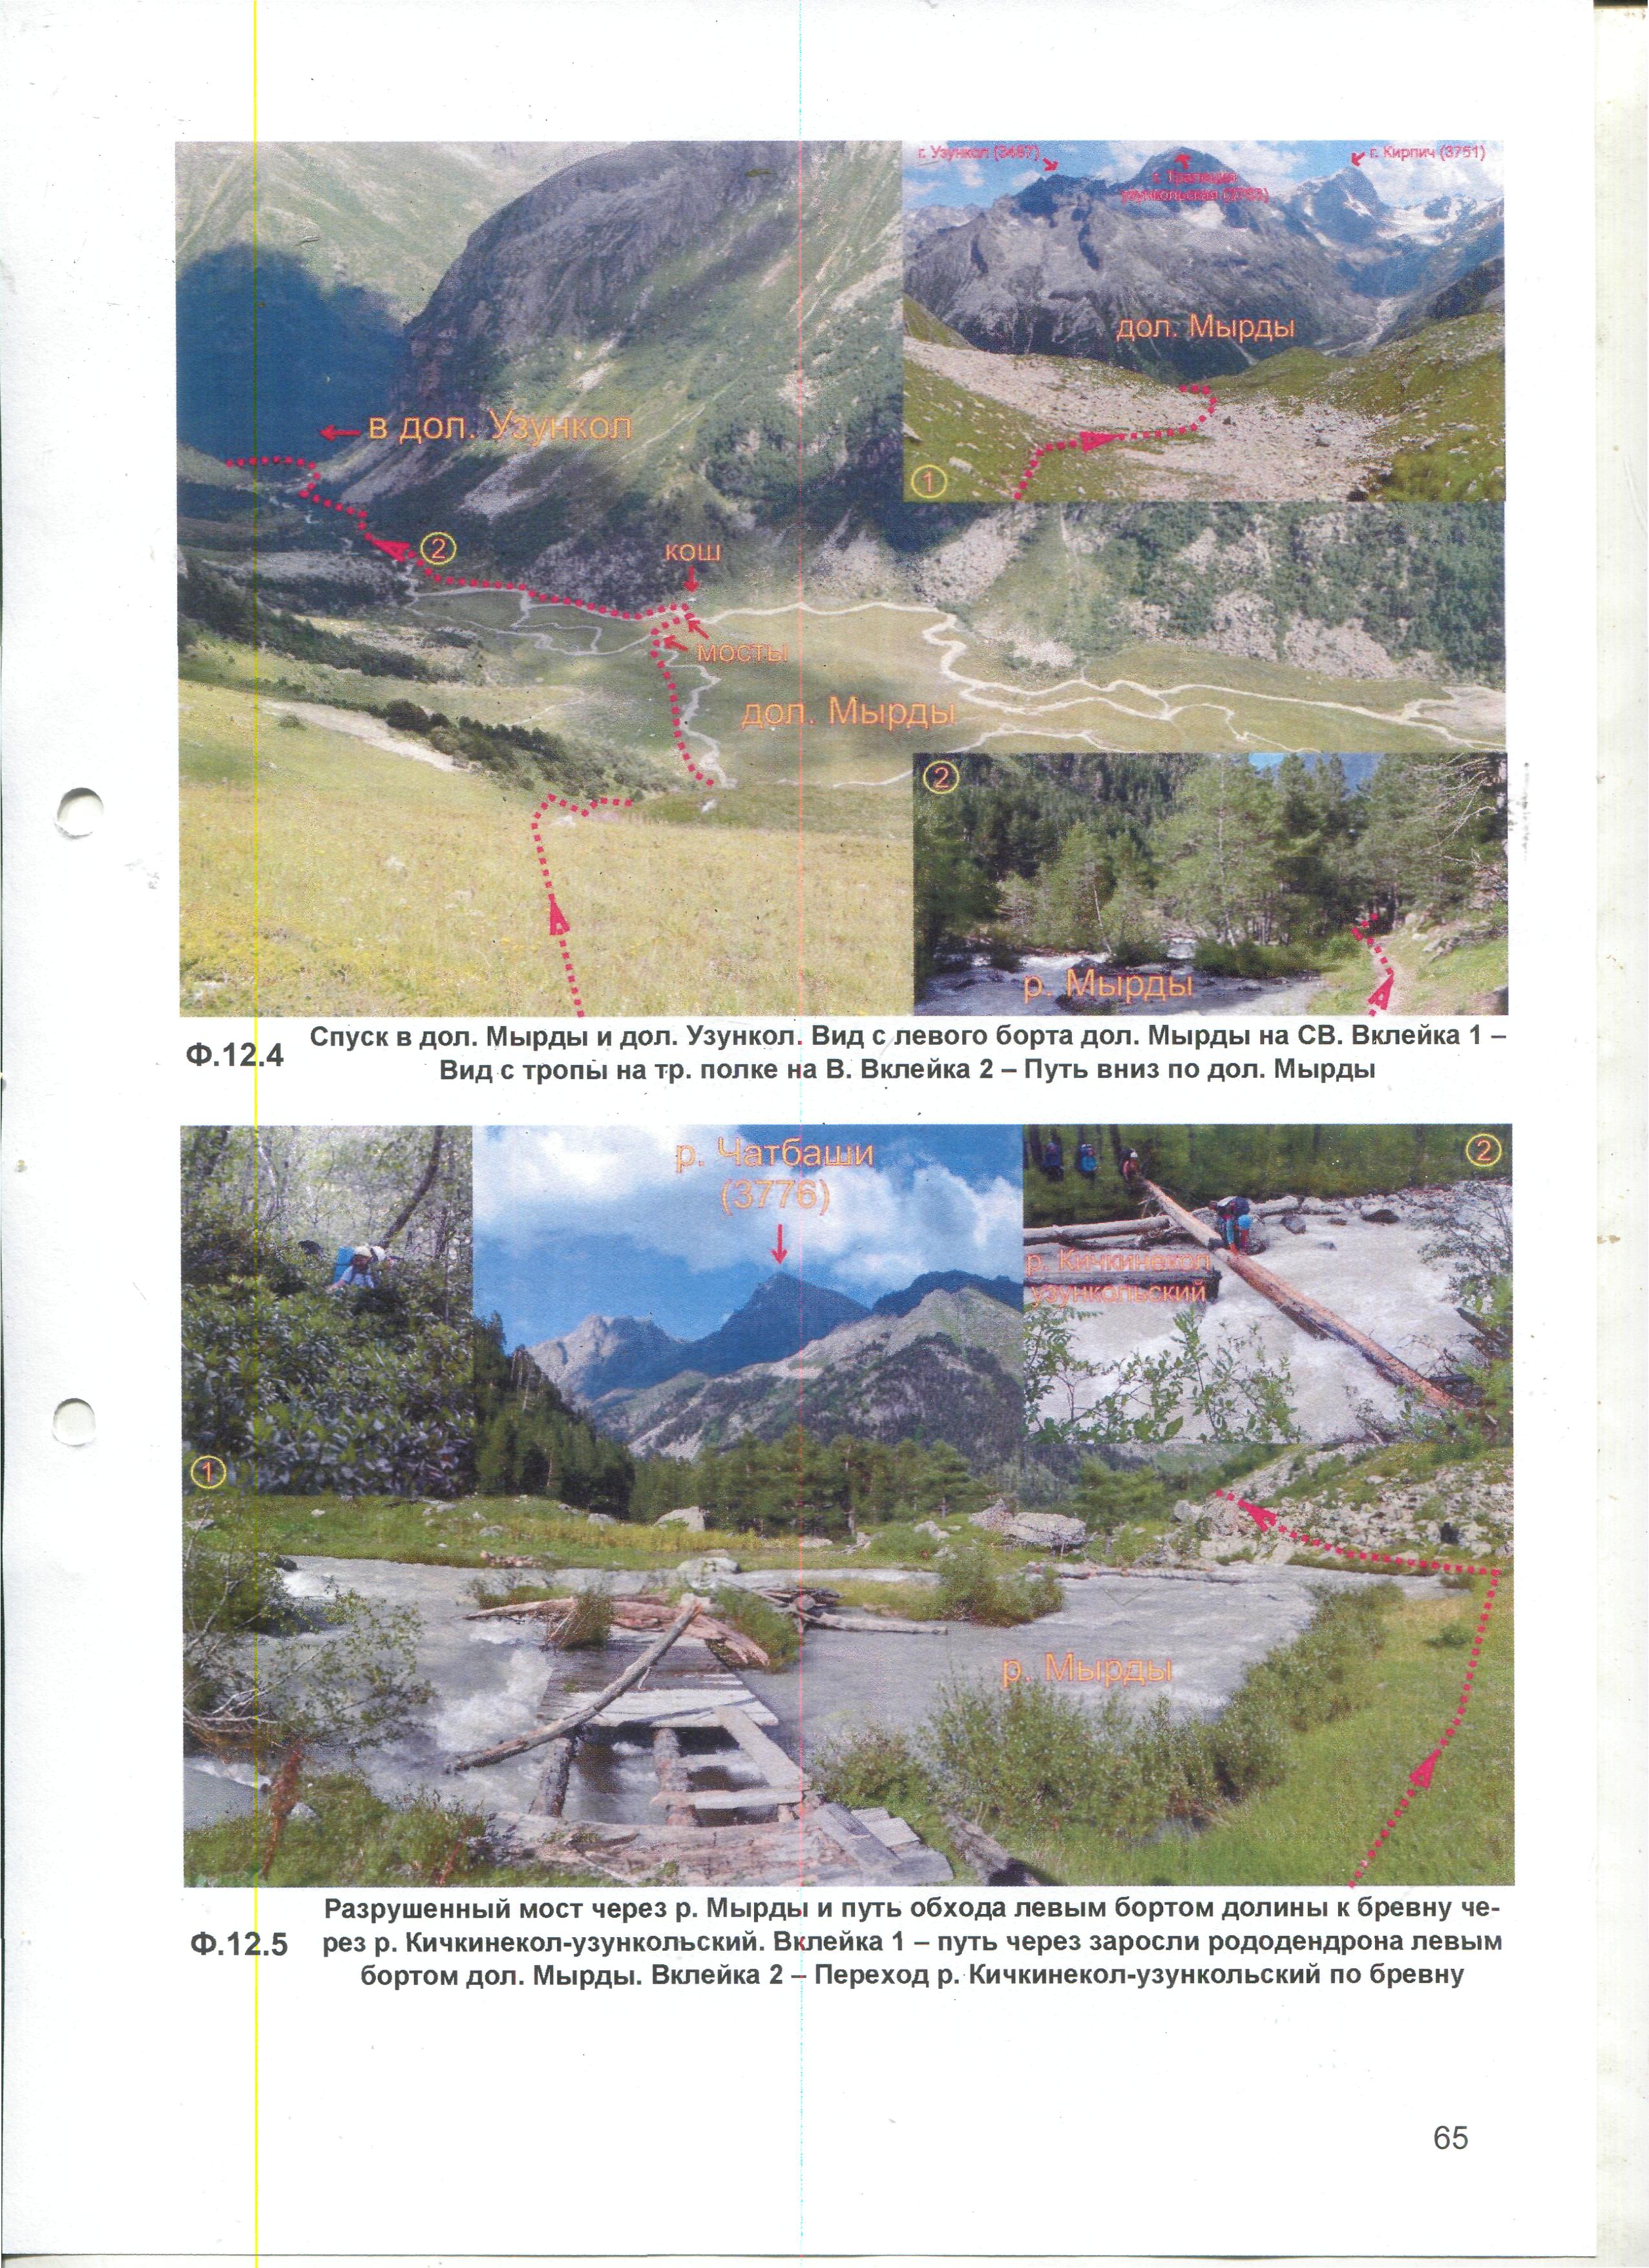 г. Узункол (3487)
г. Трапеция
узункольская
г. Кирпич (3751)
дол. Мырды
1
в дол. Узункол
2
кош
мосты
дол. Мырды
2
р. Мырды
Ф.12.4
Спуск в дол. Мырды и дол. Узункол. Вид с левого борта дол. Мырды на СВ. Вклейка 1 –
Вид с тропы на тр. полке на В. Вклейка 2 – Путь вниз по дол. Мырды
р. Чатбаши
(3776)
2
р. Кичкинекол
узункольский
1
р. Мырды
Ф.12.5
Разрушенный мост через р. Мырды и путь обхода левым бортом долины к бревну че-
рез р. Кичкинекол-узункольский. Вклейка 1 – путь через заросли рододендрона левым
бортом дол. Мырды. Вклейка 2 – Переход р. Кичкинекол-узункольский по бревну
65